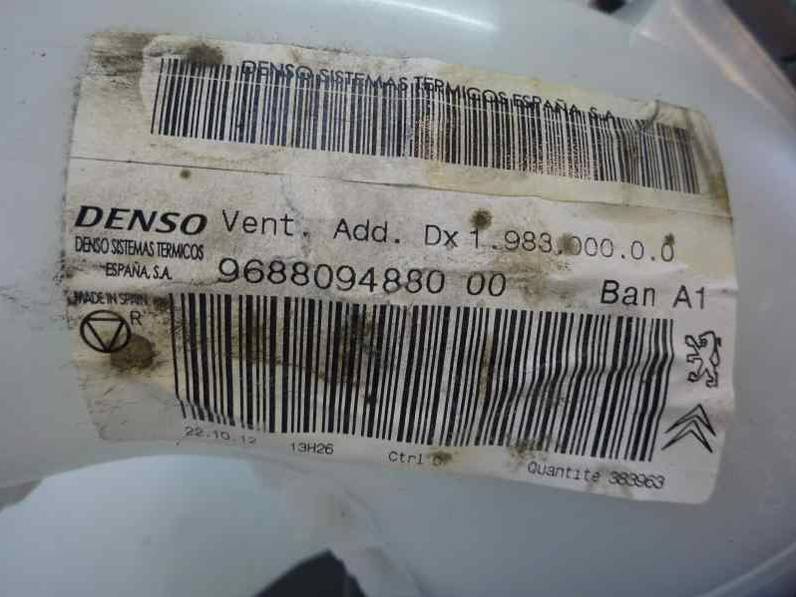 DENSO SISTEMAS TERMICOS ESPAÑA, S.A.
DENSO Vent. Add. Dx 1.983.000.0.0
DENSO SISTEMAS TERMICOS
ESPAÑA, S.A.
9688094880 00 Ban A1
MADE IN SPAIN
R
22.10.12 13H26 Ctrl Quantite 383963